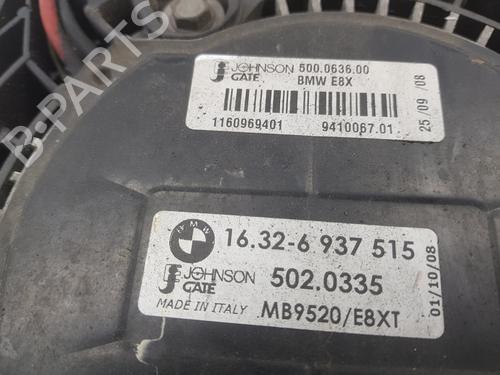 JOHNSON GATE 500.0636.00
BMW E8X
1160969401 9410067.01
25/09/08
BMW 16.32-6 937 515
JOHNSON GATE 502.0335
MADE IN ITALY MB9520/E8XT
01/10/08
B-PARTS